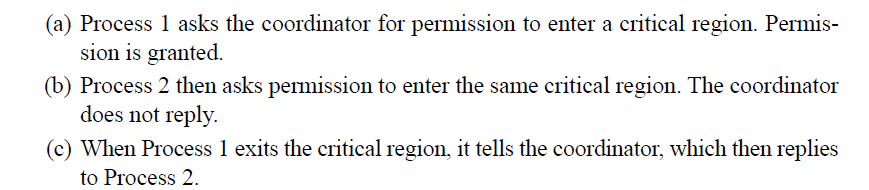 (a) Process 1 asks the coordinator for permission to enter a critical region. Permis-
sion is granted.
(b) Process 2 then asks permission to enter the same critical region. The coordinator
does not reply.
(c) When Process 1 exits the critical region, it tells the coordinator, which then replies
to Process 2.